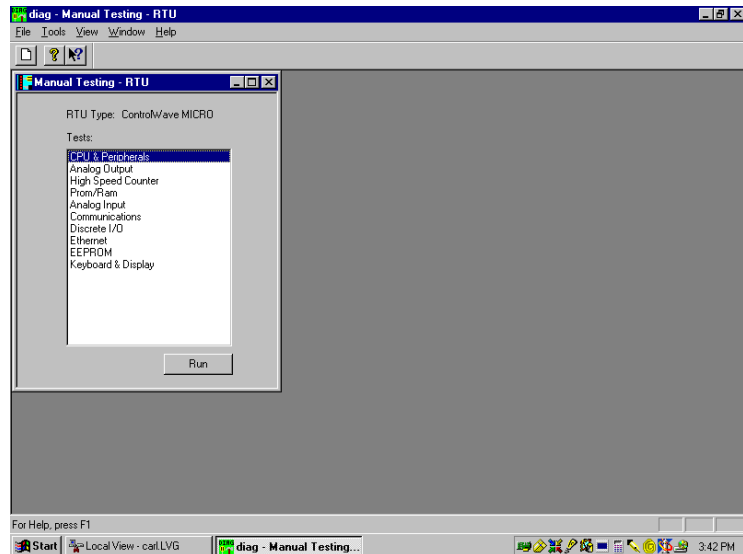 diag - Manual Testing - RTU
File Tools View Window Help
Manual Testing - RTU
RTU Type: ControlWave MICRO
Tests:
CPU & Peripherals
Analog Output
High Speed Counter
Prom/Ram
Analog Input
Communications
Discrete I/O
Ethernet
EEPROM
Keyboard & Display
Run
For Help, press F1
Start
Local View - carl.LVG
diag - Manual Testing...
3:42 PM